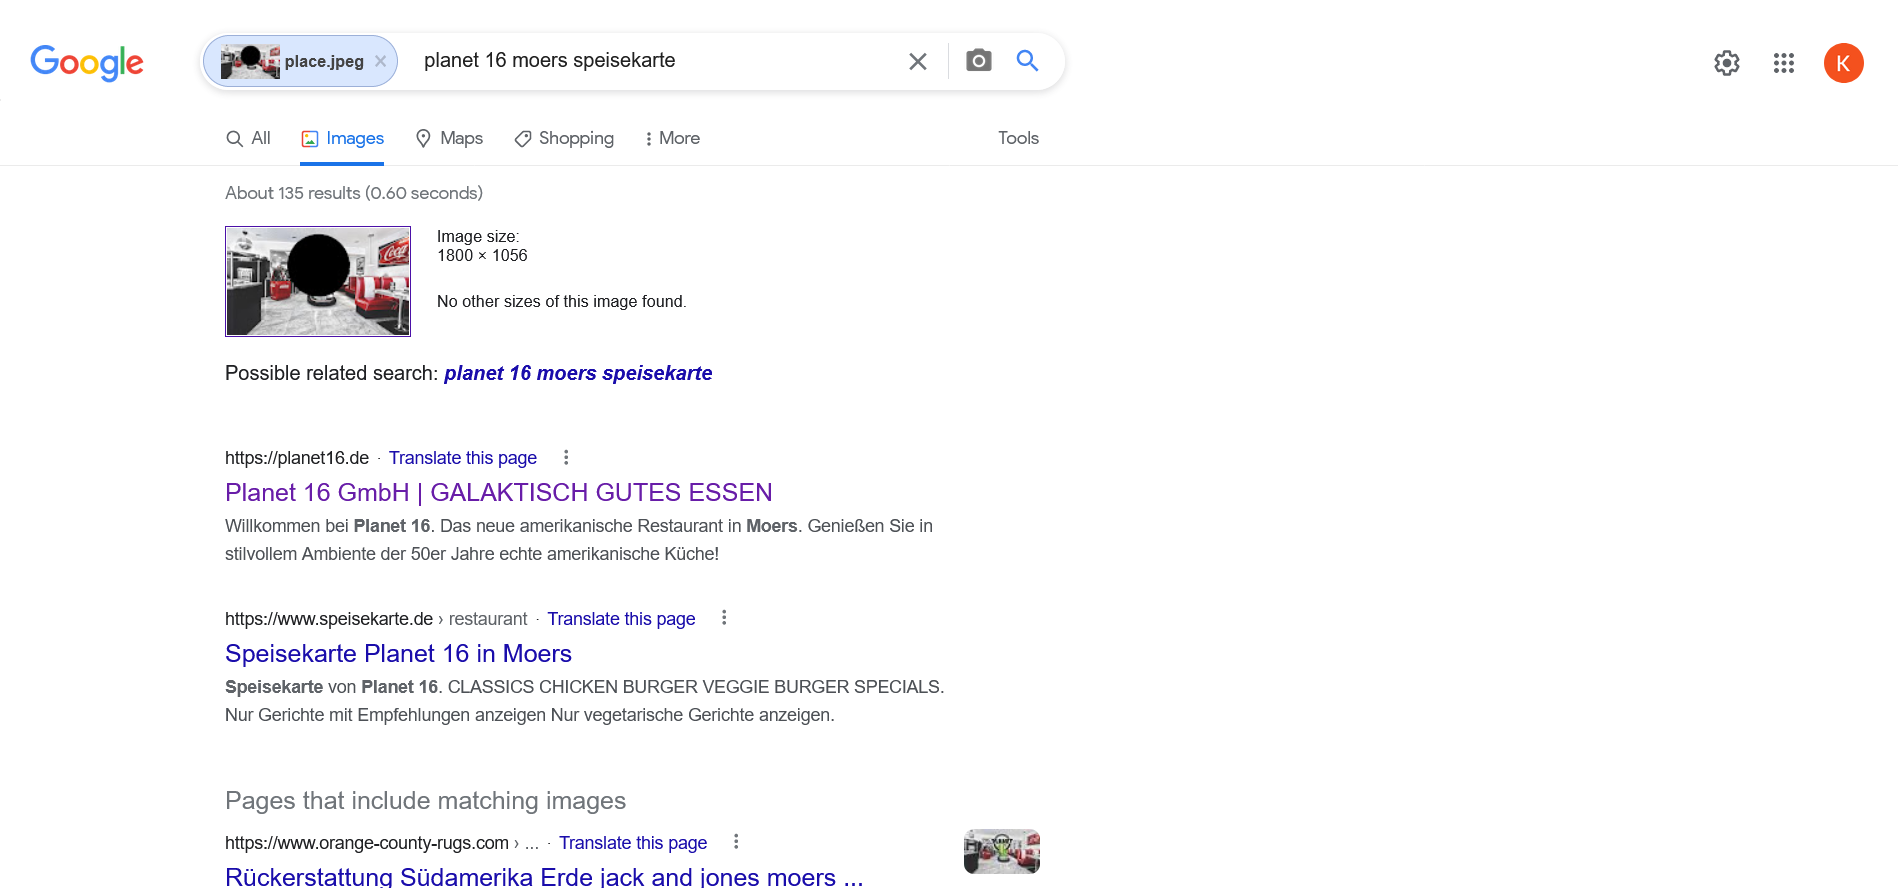 Google
place.jpeg ×
planet 16 moers speisekarte
K
All
Images
Maps
Shopping
More
Tools
About 135 results (0.60 seconds)
Image size:
1800 × 1056
No other sizes of this image found.
Possible related search: planet 16 moers speisekarte
https://planet16.de · Translate this page
Planet 16 GmbH | GALAKTISCH GUTES ESSEN
Willkommen bei Planet 16. Das neue amerikanische Restaurant in Moers. Genießen Sie in
stilvollem Ambiente der 50er Jahre echte amerikanische Küche!
https://www.speisekarte.de › restaurant · Translate this page
Speisekarte Planet 16 in Moers
Speisekarte von Planet 16. CLASSICS CHICKEN BURGER VEGGIE BURGER SPECIALS.
Nur Gerichte mit Empfehlungen anzeigen Nur vegetarische Gerichte anzeigen.
Pages that include matching images
https://www.orange-county-rugs.com › ... · Translate this page
Rückerstattung Südamerika Erde jack and jones moers ...